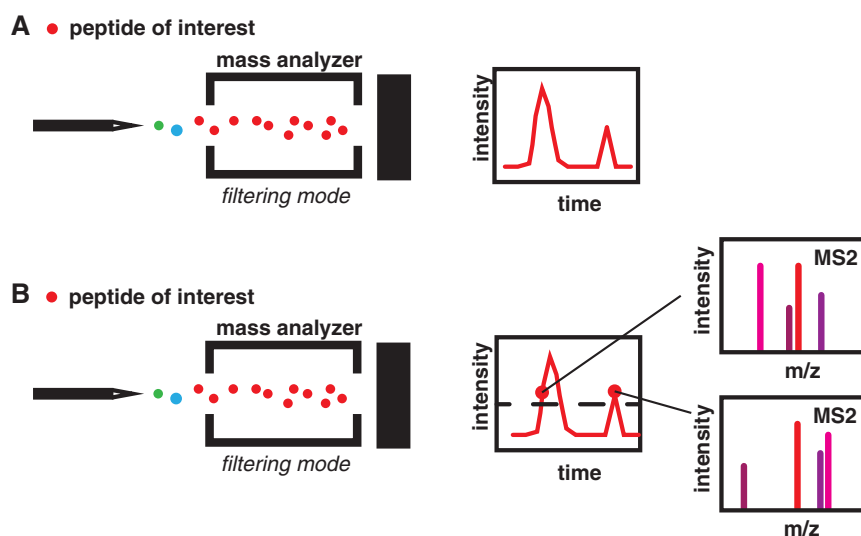 A peptide of interest
mass analyzer
filtering mode
intensity
time
B peptide of interest
mass analyzer
filtering mode
intensity
time
MS2
intensity
m/z
MS2
intensity
m/z